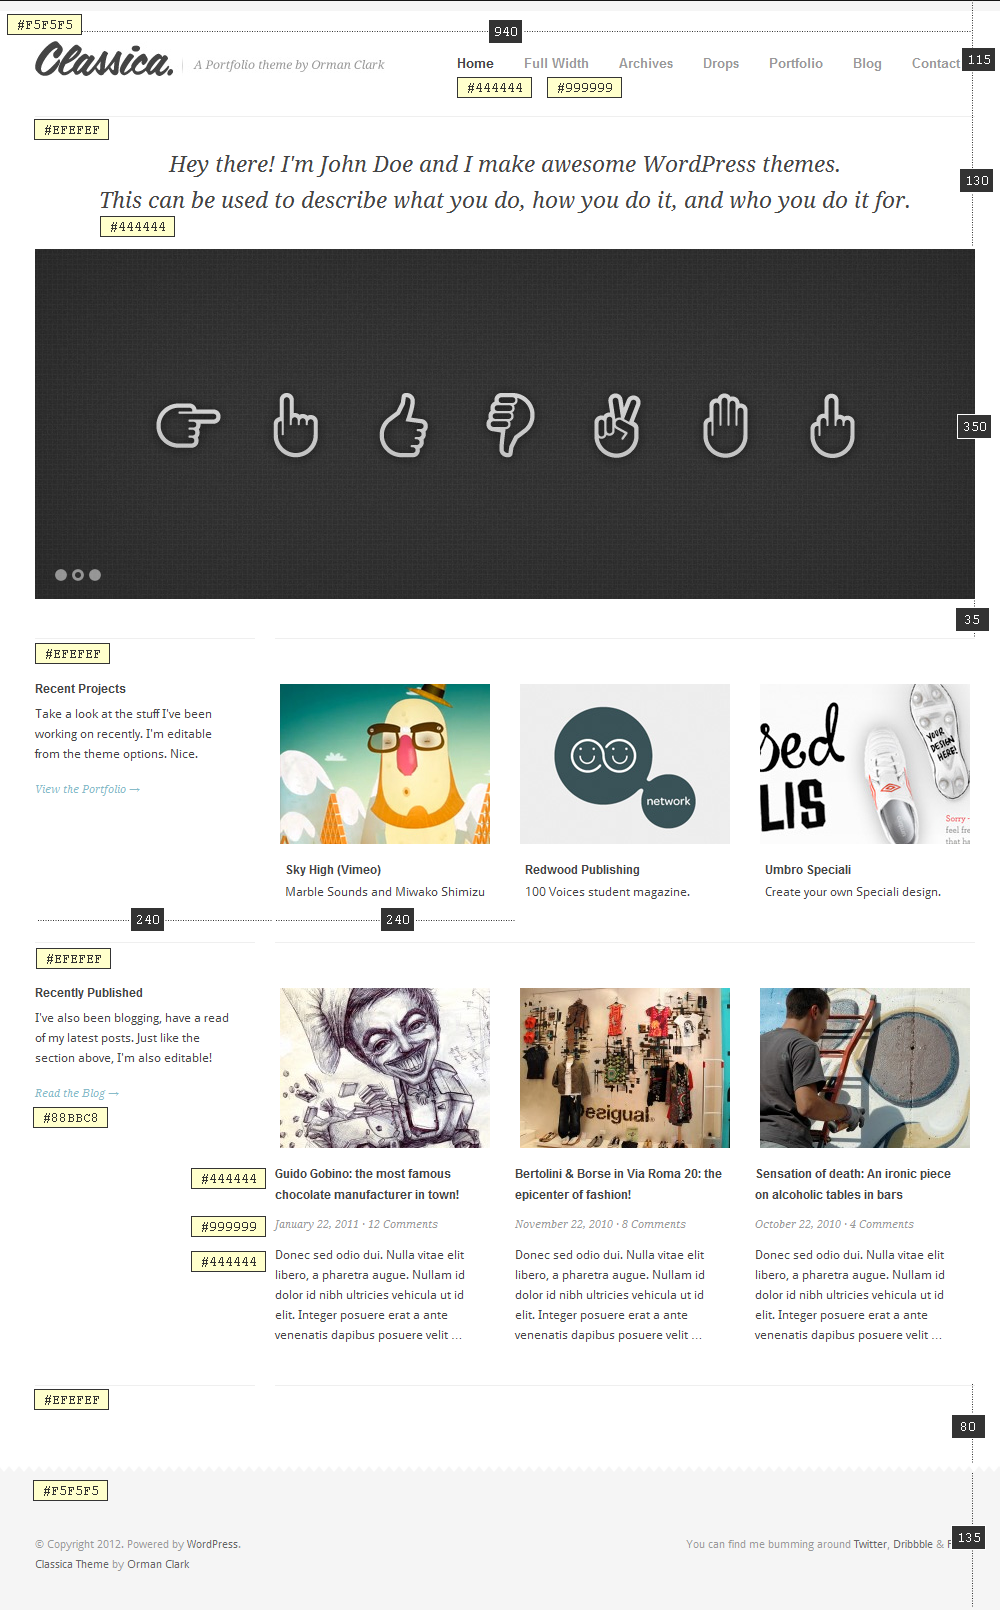 #F5F5F5
940
Classica.
A Portfolio theme by Orman Clark
Home Full Width Archives Drops Portfolio Blog Contact
115
#444444
#999999
#EFEFEF
Hey there! I'm John Doe and I make awesome WordPress themes.
130
This can be used to describe what you do, how you do it, and who you do it for.
#444444
350
35
#EFEFEF
Recent Projects
Take a look at the stuff I've been
working on recently. I'm editable
from the theme options. Nice.
View the Portfolio →
network
sed
LIS
YOUR
DESIGN
HERE!
Sorry -
feel fre
that ha
Sky High (Vimeo)
Marble Sounds and Miwako Shimizu
Redwood Publishing
100 Voices student magazine.
Umbro Speciali
Create your own Speciali design.
240
240
#EFEFEF
Recently Published
I've also been blogging, have a read
of my latest posts. Just like the
section above, I'm also editable!
Read the Blog →
#88BBC8
Desigual
#444444
Guido Gobino: the most famous
chocolate manufacturer in town!
#999999
January 22, 2011 · 12 Comments
#444444
Donec sed odio dui. Nulla vitae elit
libero, a pharetra augue. Nullam id
dolor id nibh ultricies vehicula ut id
elit. Integer posuere erat a ante
venenatis dapibus posuere velit ...
Bertolini & Borse in Via Roma 20: the
epicenter of fashion!
November 22, 2010 · 8 Comments
Donec sed odio dui. Nulla vitae elit
libero, a pharetra augue. Nullam id
dolor id nibh ultricies vehicula ut id
elit. Integer posuere erat a ante
venenatis dapibus posuere velit ...
Sensation of death: An ironic piece
on alcoholic tables in bars
October 22, 2010 · 4 Comments
Donec sed odio dui. Nulla vitae elit
libero, a pharetra augue. Nullam id
dolor id nibh ultricies vehicula ut id
elit. Integer posuere erat a ante
venenatis dapibus posuere velit ...
#EFEFEF
80
#F5F5F5
© Copyright 2012. Powered by WordPress.
Classica Theme by Orman Clark
You can find me bumming around Twitter, Dribbble & F
135